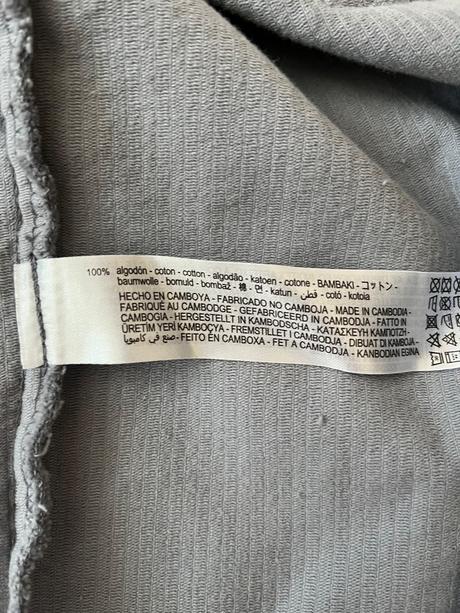 100% algodón - coton - cotton - algodão - katoen - cotone - BAMBAKI - コットン -
baumwolle - bomuld - bombaž - 棉 - 면 - katun - قطن - cotó - kotoia
HECHO EN CAMBOYA - FABRICADO NO CAMBOJA - MADE IN CAMBODIA -
FABRIQUÉ AU CAMBODGE - GEFABRICEERD IN CAMBODJA - FATTO IN
CAMBOGIA - HERGESTELLT IN KAMBODSCHA - ΚΑΤΑΣΚΕΥΗ ΚΑΜΠΟΤΖΗ -
ÜRETİM YERİ KAMBOÇYA - FREMSTILLET I CAMBODJA - DIBUAT DI KAMBOJA -
صنع في كامبوديا - FEITO EN CAMBOXA - FET A CAMBODJA - KANBODIAN EGINA